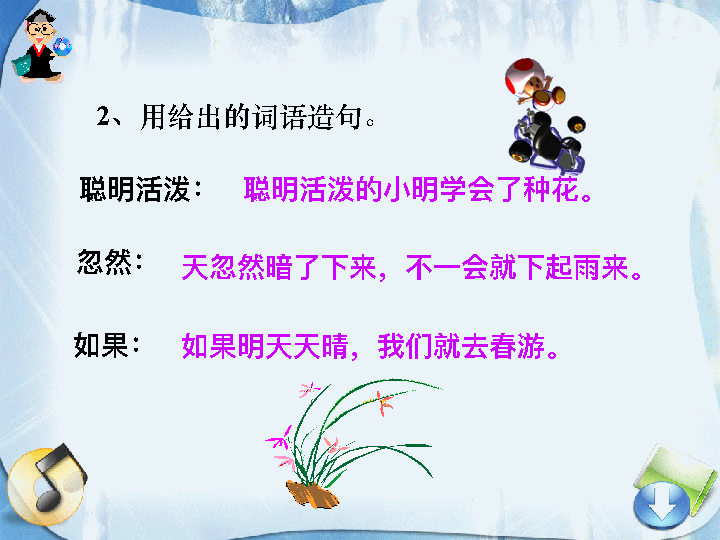 2、用给出的词语造句。
聪明活泼： 聪明活泼的小明学会了种花。
忽然： 天忽然暗了下来，不一会就下起雨来。
如果： 如果明天天晴，我们就去春游。